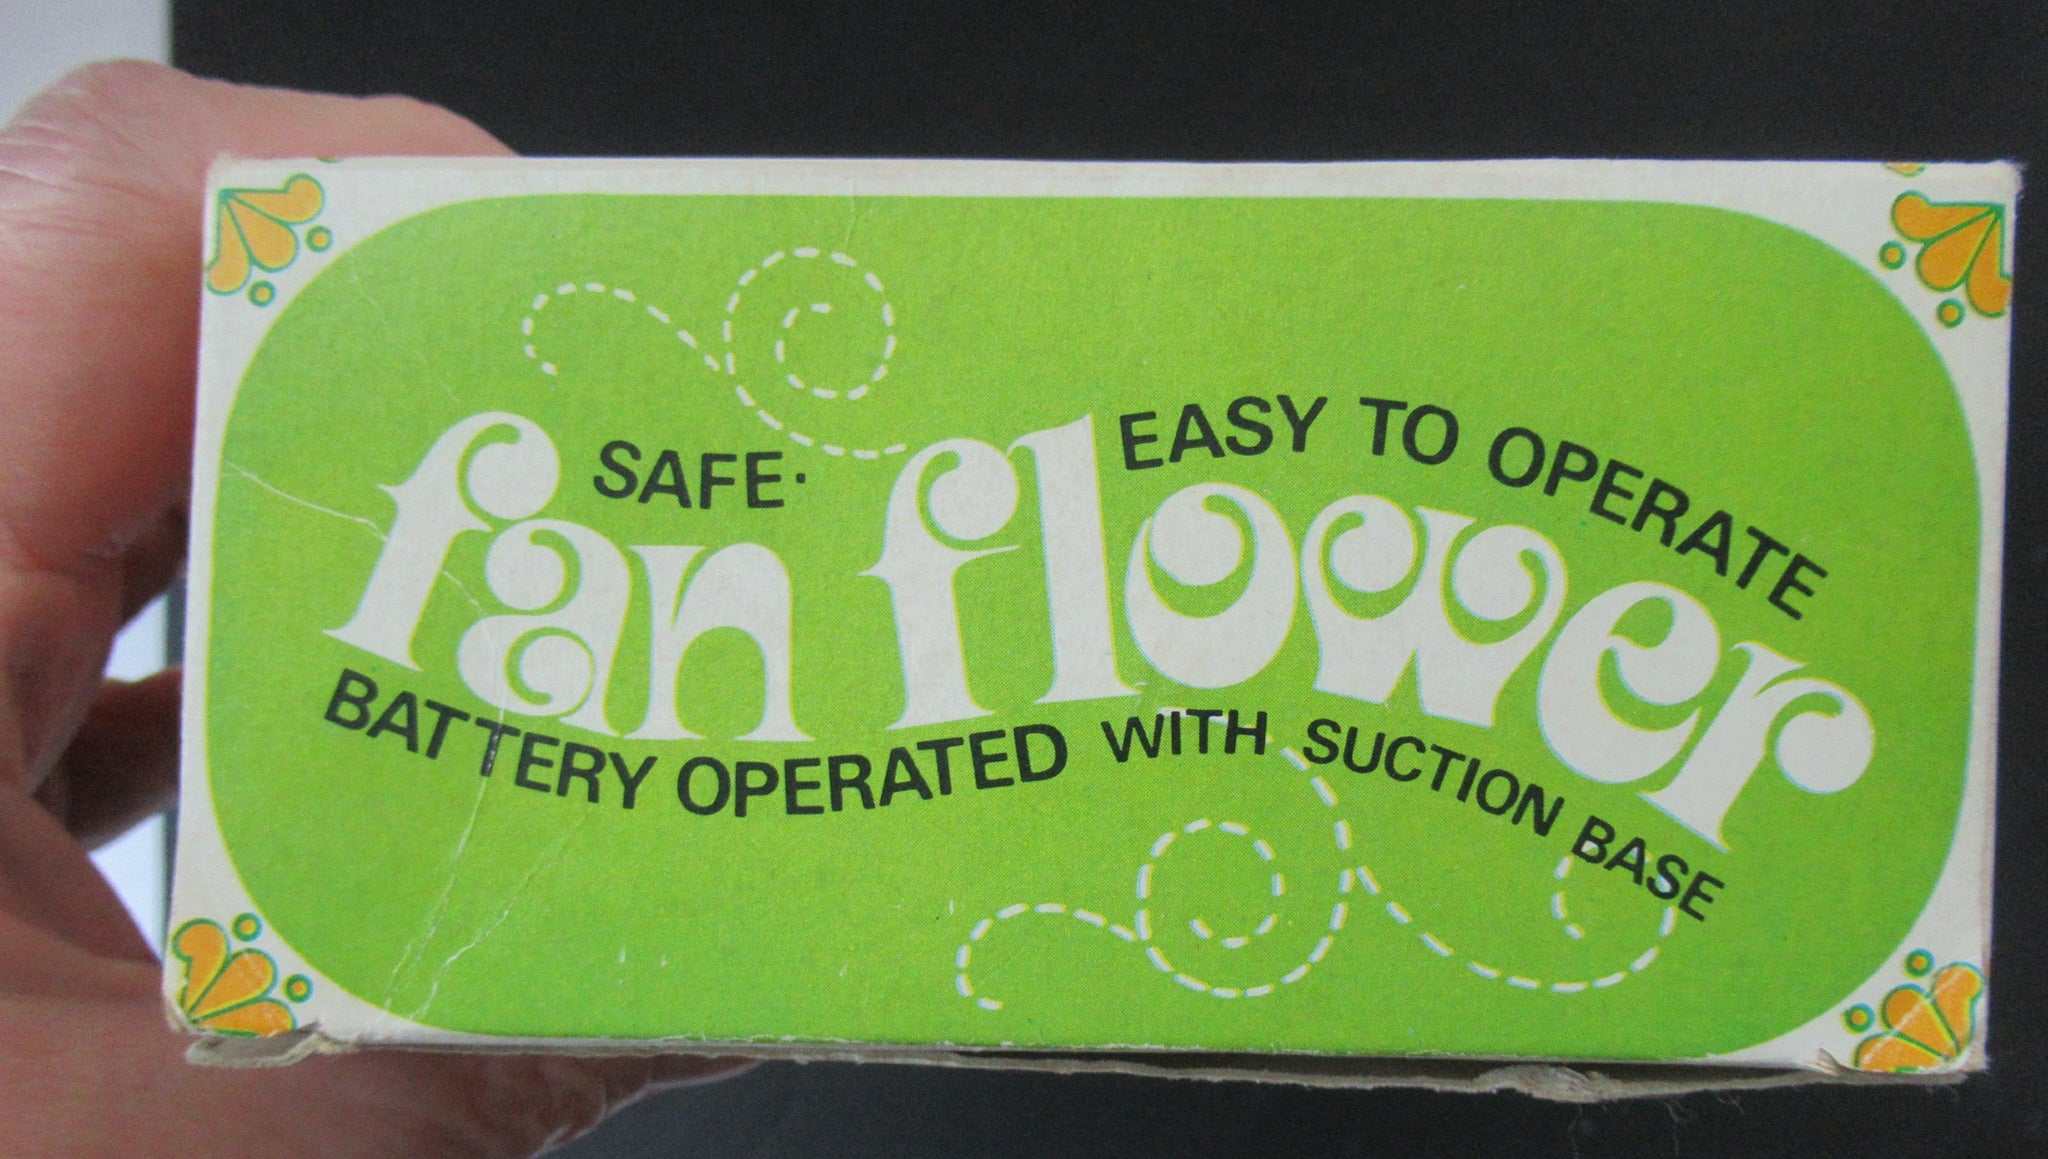 SAFE· EASY TO OPERATE
fan flower
BATTERY OPERATED WITH SUCTION BASE